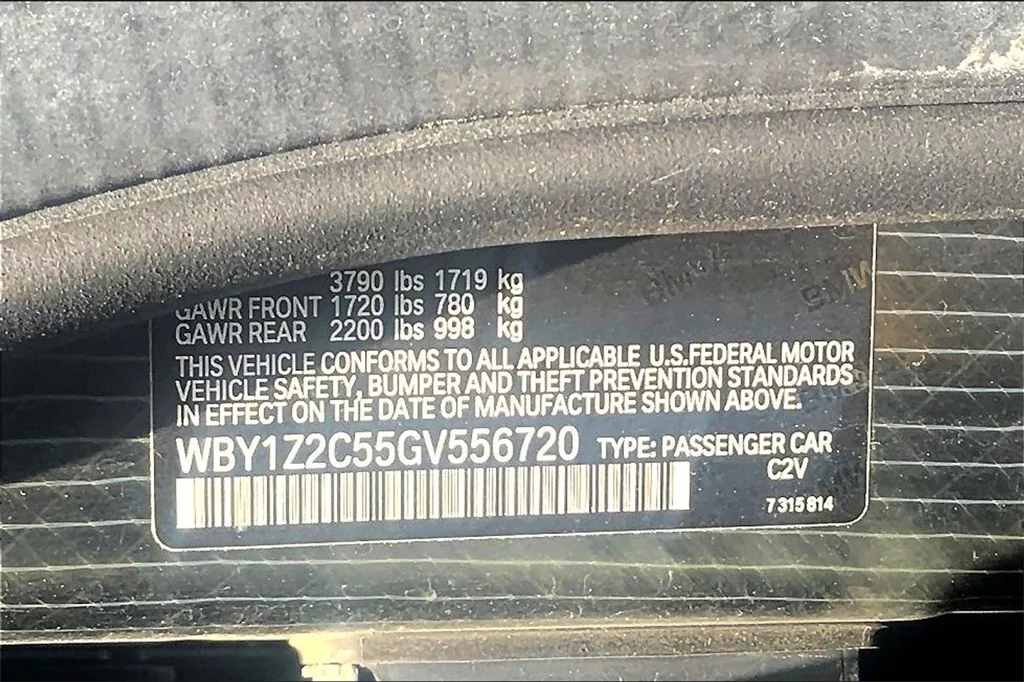 3790 lbs 1719 kg
GAWR FRONT 1720 lbs 780 kg
GAWR REAR 2200 lbs 998 kg
THIS VEHICLE CONFORMS TO ALL APPLICABLE U.S.FEDERAL MOTOR
VEHICLE SAFETY, BUMPER AND THEFT PREVENTION STANDARDS
IN EFFECT ON THE DATE OF MANUFACTURE SHOWN ABOVE.
WBY1Z2C55GV556720 TYPE: PASSENGER CAR
C2V
7 315 814